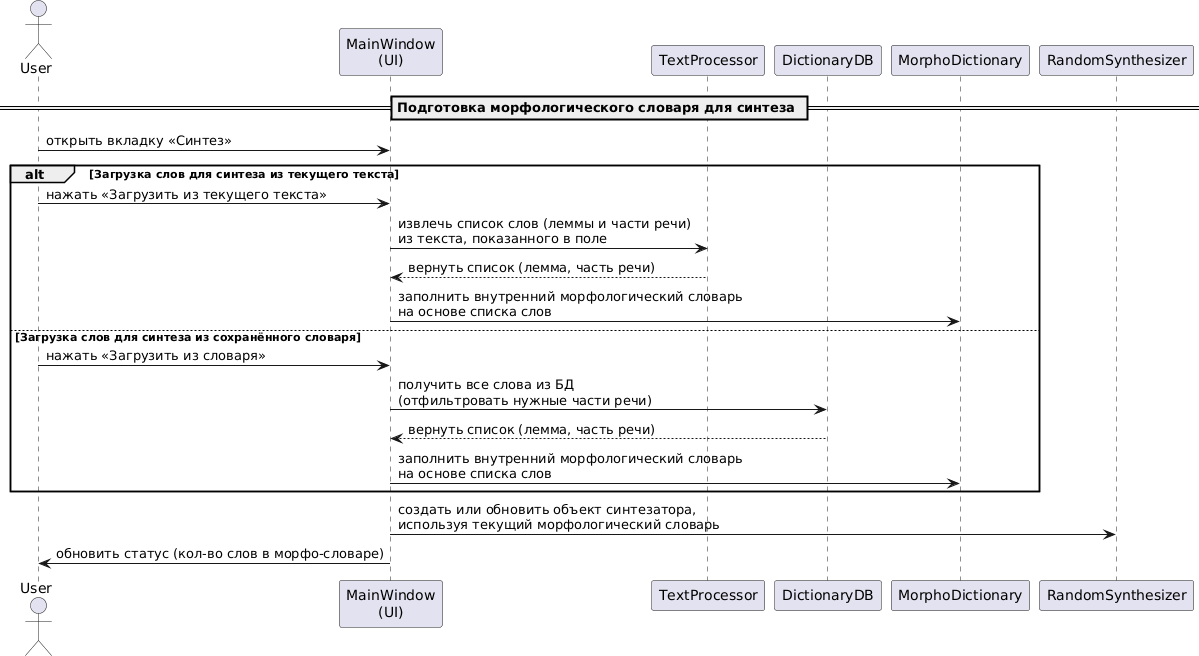 User
MainWindow
(UI)
TextProcessor
DictionaryDB
MorphoDictionary
RandomSynthesizer
Подготовка морфологического словаря для синтеза
открыть вкладку «Синтез»
alt
[Загрузка слов для синтеза из текущего текста]
нажать «Загрузить из текущего текста»
извлечь список слов (леммы и части речи)
из текста, показанного в поле
вернуть список (лемма, часть речи)
заполнить внутренний морфологический словарь
на основе списка слов
[Загрузка слов для синтеза из сохранённого словаря]
нажать «Загрузить из словаря»
получить все слова из БД
(отфильтровать нужные части речи)
вернуть список (лемма, часть речи)
заполнить внутренний морфологический словарь
на основе списка слов
создать или обновить объект синтезатора,
используя текущий морфологический словарь
обновить статус (кол-во слов в морфо-словаре)
User
MainWindow
(UI)
TextProcessor
DictionaryDB
MorphoDictionary
RandomSynthesizer